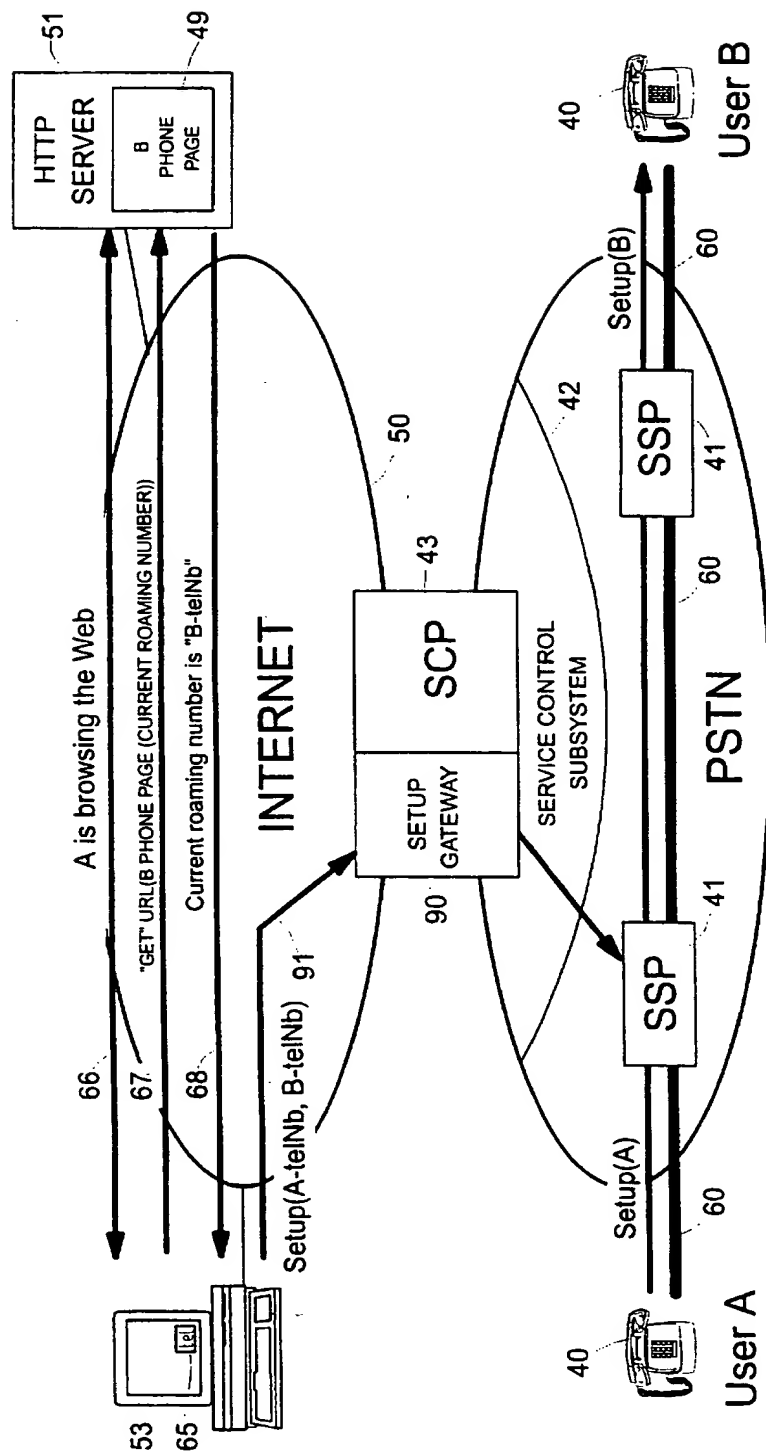 A is browsing the Web
66
"GET" URL(B PHONE PAGE (CURRENT ROAMING NUMBER))
67
Current roaming number is "B-telNb"
68
HTTP
SERVER
51
B
PHONE
PAGE
49
53
65
tel
INTERNET
50
Setup(A-telNb, B-telNb)
91
SETUP
GATEWAY
90
SCP
43
SERVICE CONTROL
SUBSYSTEM
42
40
User A
Setup(A)
60
SSP
41
60
SSP
41
Setup(B)
60
40
User B
PSTN